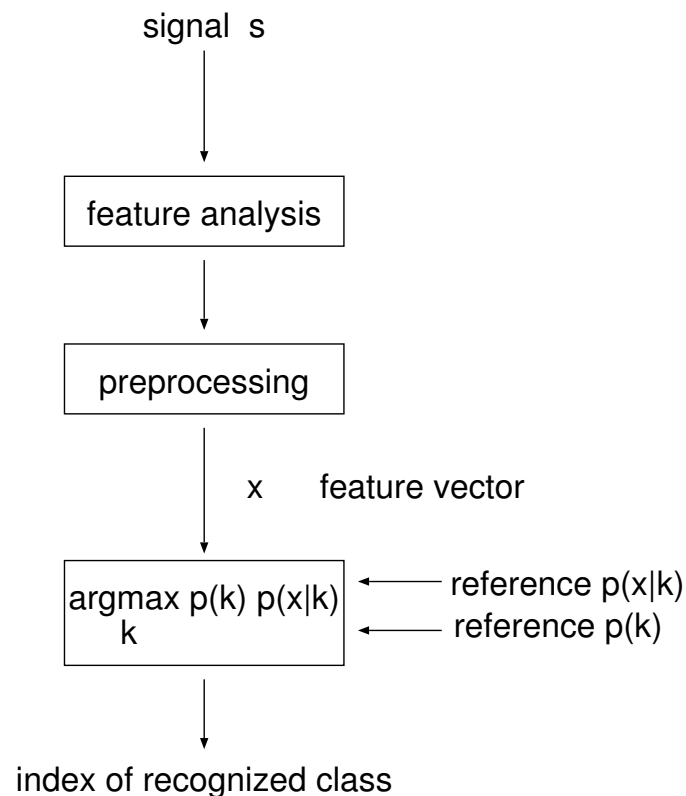 signal s
feature analysis
preprocessing
x feature vector
argmax p(k) p(x|k)
k
reference p(x|k)
reference p(k)
index of recognized class